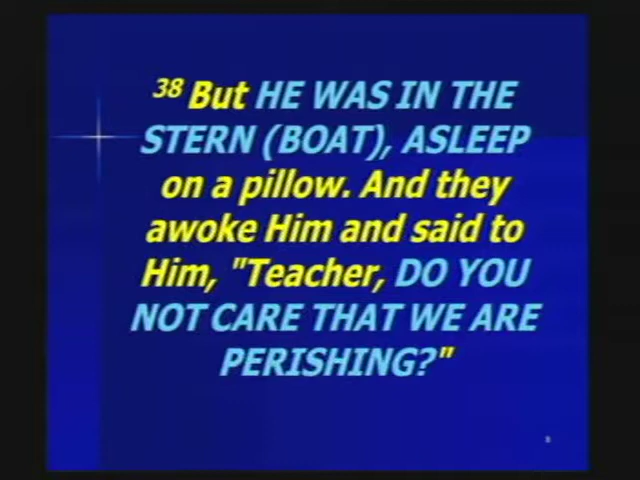 38 But HE WAS IN THE
STERN (BOAT), ASLEEP
on a pillow. And they
awoke Him and said to
Him, "Teacher, DO YOU
NOT CARE THAT WE ARE
PERISHING?"
8